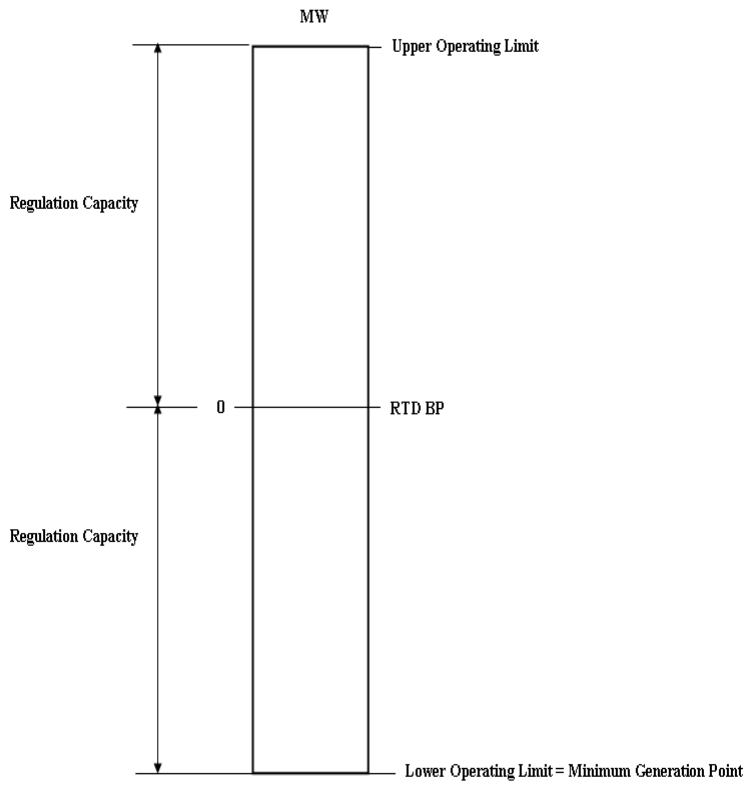 MW
Upper Operating Limit
Regulation Capacity
0
RTD BP
Regulation Capacity
Lower Operating Limit = Minimum Generation Point